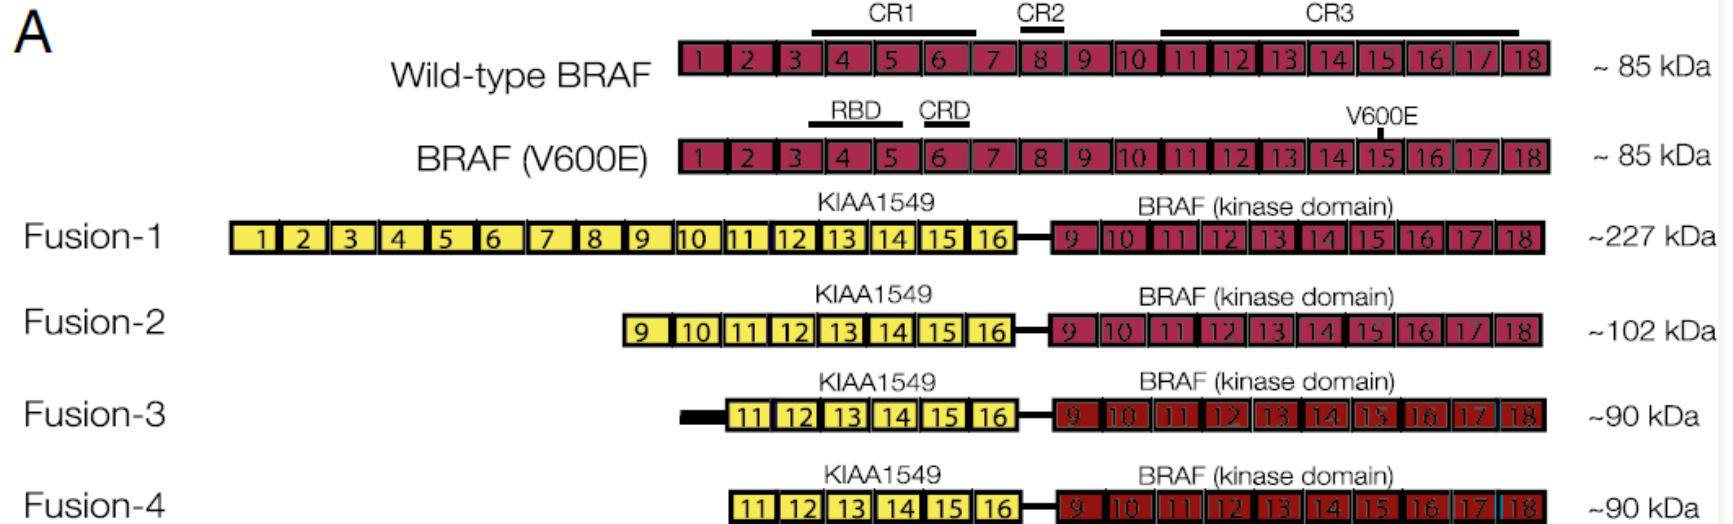 A
CR1 CR2 CR3
Wild-type BRAF 1 2 3 4 5 6 7 8 9 10 11 12 13 14 15 16 17 18 ~ 85 kDa
RBD CRD V600E
BRAF (V600E) 1 2 3 4 5 6 7 8 9 10 11 12 13 14 15 16 17 18 ~ 85 kDa
KIAA1549 BRAF (kinase domain)
Fusion-1 1 2 3 4 5 6 7 8 9 10 11 12 13 14 15 16 9 10 11 12 13 14 15 16 17 18 ~227 kDa
KIAA1549 BRAF (kinase domain)
Fusion-2 9 10 11 12 13 14 15 16 9 10 11 12 13 14 15 16 17 18 ~102 kDa
KIAA1549 BRAF (kinase domain)
Fusion-3 11 12 13 14 15 16 9 10 11 12 13 14 15 16 17 18 ~90 kDa
KIAA1549 BRAF (kinase domain)
Fusion-4 11 12 13 14 15 16 9 10 11 12 13 14 15 16 17 18 ~90 kDa